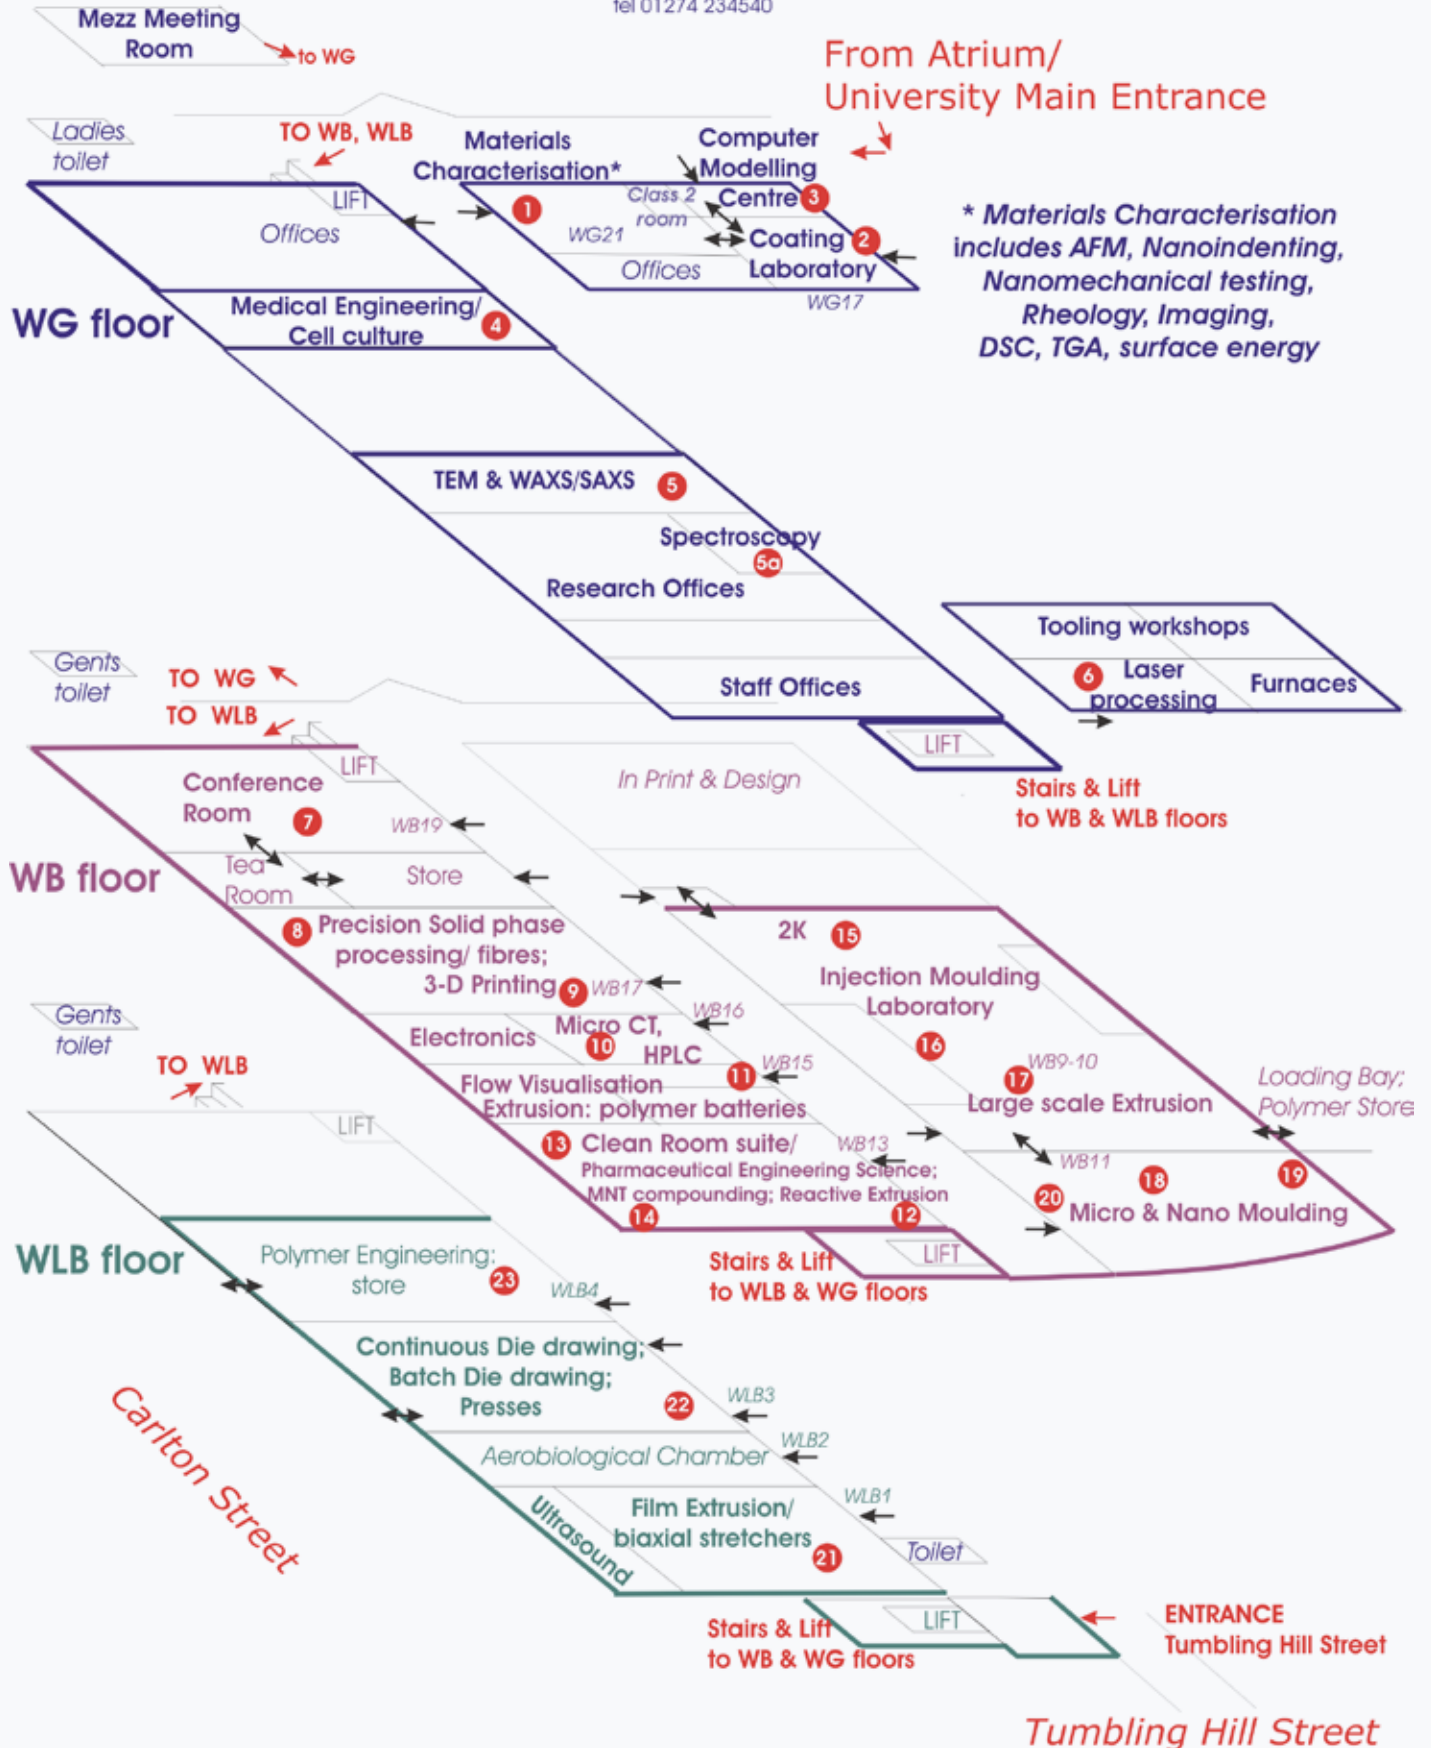 tel 01274 234540
Mezz Meeting
Room
to WG
From Atrium/
University Main Entrance
Ladies
toilet
TO WB, WLB
LIFT
Offices
Materials
Characterisation*
1
WG21
Class 2
room
Offices
Computer
Modelling
Centre 3
Coating 2
Laboratory
WG17
* Materials Characterisation
includes AFM, Nanoindenting,
Nanomechanical testing,
Rheology, Imaging,
DSC, TGA, surface energy
WG floor
Medical Engineering/
Cell culture 4
TEM & WAXS/SAXS 5
Spectroscopy
5a
Research Offices
Staff Offices
Tooling workshops
6 Laser
processing
Furnaces
LIFT
Stairs & Lift
to WB & WLB floors
Gents
toilet
TO WG
TO WLB
LIFT
Conference
Room 7
WB19
In Print & Design
WB floor
Tea
Room
Store
8 Precision Solid phase
processing/ fibres;
3-D Printing 9 WB17
WB16
Electronics
Micro CT,
10 HPLC
11 WB15
Flow Visualisation
Extrusion: polymer batteries
13 Clean Room suite/
WB13
Pharmaceutical Engineering Science;
MNT compounding; Reactive Extrusion
14
12
2K 15
Injection Moulding
Laboratory
16
17 WB9-10
Large scale Extrusion
Loading Bay;
Polymer Store
WB11
18
19
20
Micro & Nano Moulding
LIFT
Stairs & Lift
to WLB & WG floors
Gents
toilet
TO WLB
LIFT
WLB floor
Polymer Engineering:
store 23
WLB4
Continuous Die drawing;
Batch Die drawing;
Presses 22
WLB3
Aerobiological Chamber
WLB2
Ultrasound
Film Extrusion/
biaxial stretchers
21
WLB1
Toilet
Carlton Street
LIFT
Stairs & Lift
to WB & WG floors
ENTRANCE
Tumbling Hill Street
Tumbling Hill Street